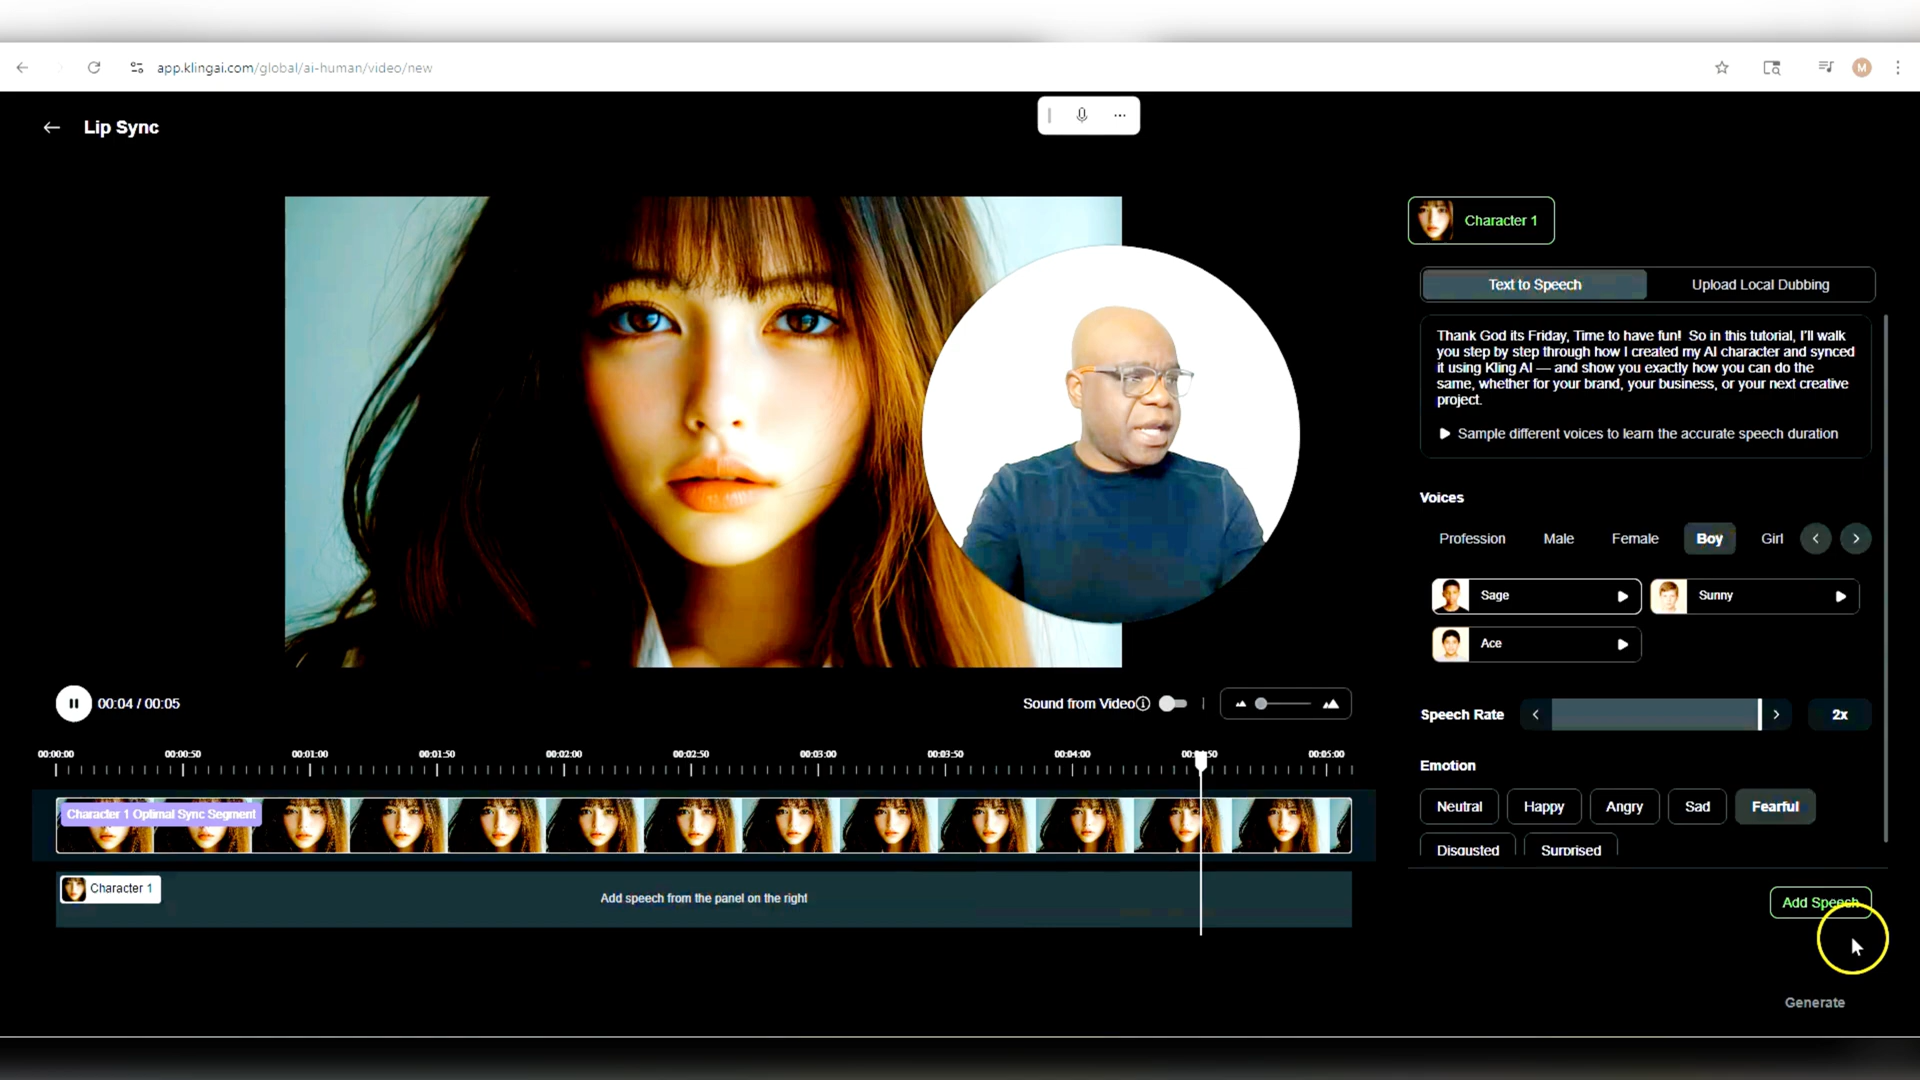 app.klingai.com/global/ai-human/video/new
M
Lip Sync
Character 1
Text to Speech
Upload Local Dubbing
Thank God its Friday, Time to have fun!  So in this tutorial, I'll walk
you step by step through how I created my AI character and synced
it using Kling AI — and show you exactly how you can do the
same, whether for your brand, your business, or your next creative
project.
Sample different voices to learn the accurate speech duration
Voices
Profession
Male
Female
Boy
Girl
Sage
Sunny
Ace
00:04 / 00:05
Sound from Video
Speech Rate
2x
00:00:00
00:00:50
00:01:00
00:01:50
00:02:00
00:02:50
00:03:00
00:03:50
00:04:00
00:05:00
Emotion
Neutral
Happy
Angry
Sad
Fearful
Disgusted
Surprised
Character 1 Optimal Sync Segment
Character 1
Add speech from the panel on the right
Add Speech
Generate